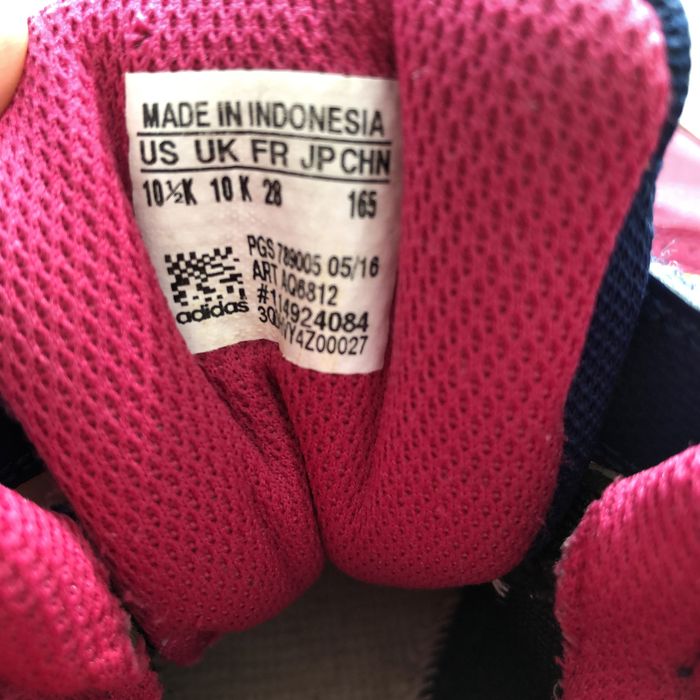 MADE IN INDONESIA
US UK FR JP CHN
10½K 10 K 28 165
PGS 789005 05/16
ART AQ6812
#114924084
adidas